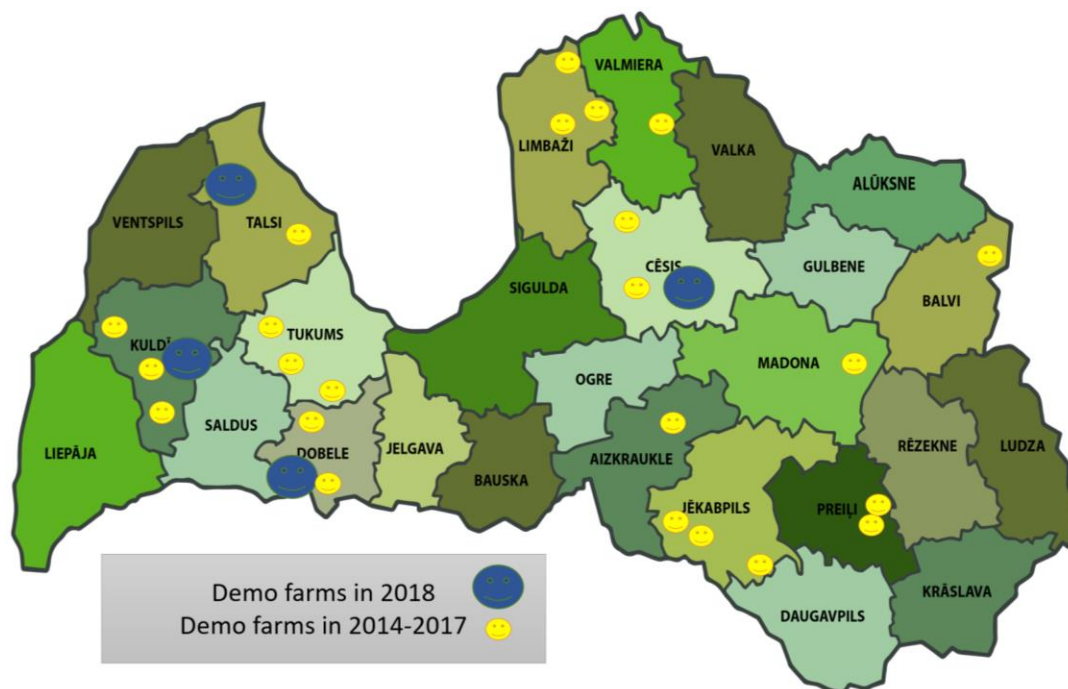 VALMIERA
LIMBAŽI
VALKA
ALŪKSNE
VENTSPILS
TALSI
CĒSIS
GULBENE
SIGULDA
BALVI
TUKUMS
KULDĪ
MADONA
OGRE
SALDUS
LIEPĀJA
DOBELE
JELGAVA
BAUSKA
AIZKRAUKLE
RĒZEKNE
LUDZA
JĒKABPILS
PREIĻI
KRĀSLAVA
DAUGAVPILS
Demo farms in 2018
Demo farms in 2014-2017